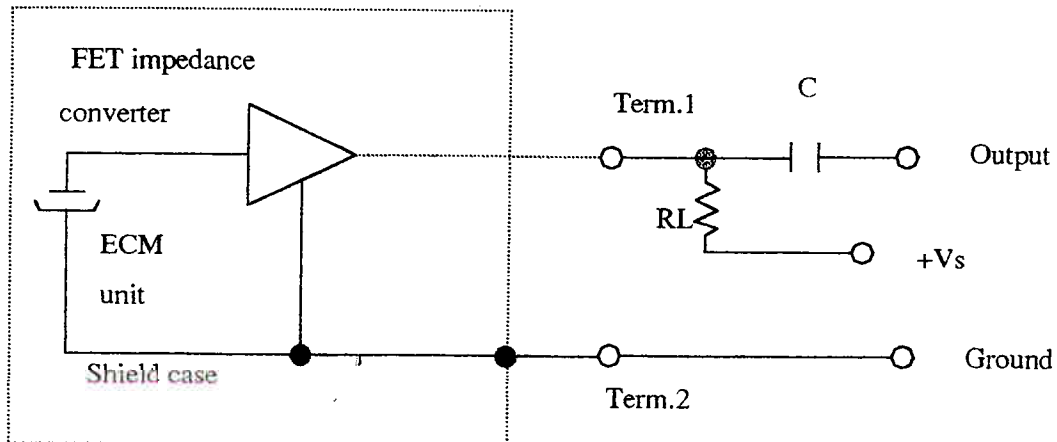 FET impedance
converter
ECM
unit
Shield case
Term.1
C
Output
RL
+Vs
Ground
Term.2